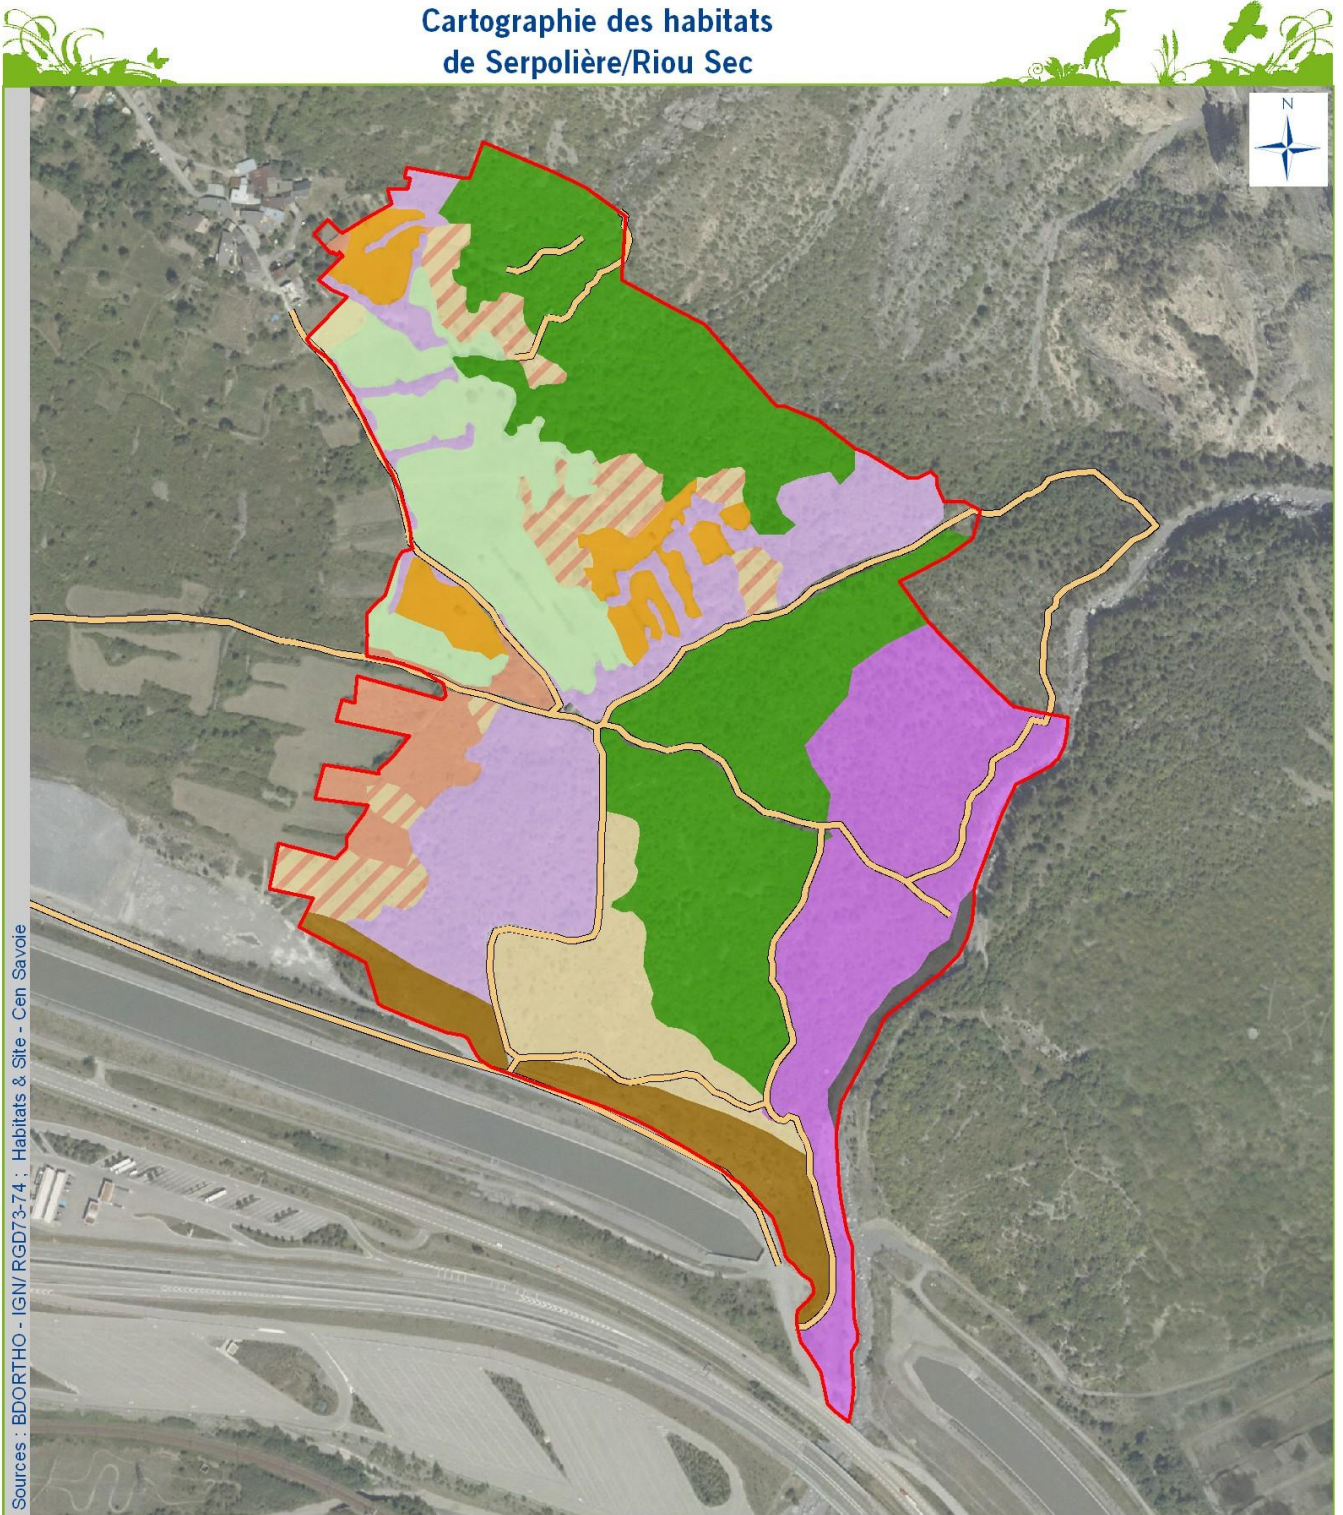 Cartographie des habitats
de Serpolière/Riou Sec
N
Sources : BDORTHO - IGN/ RGD73-74 ; Habitats & Site - Cen Savoie